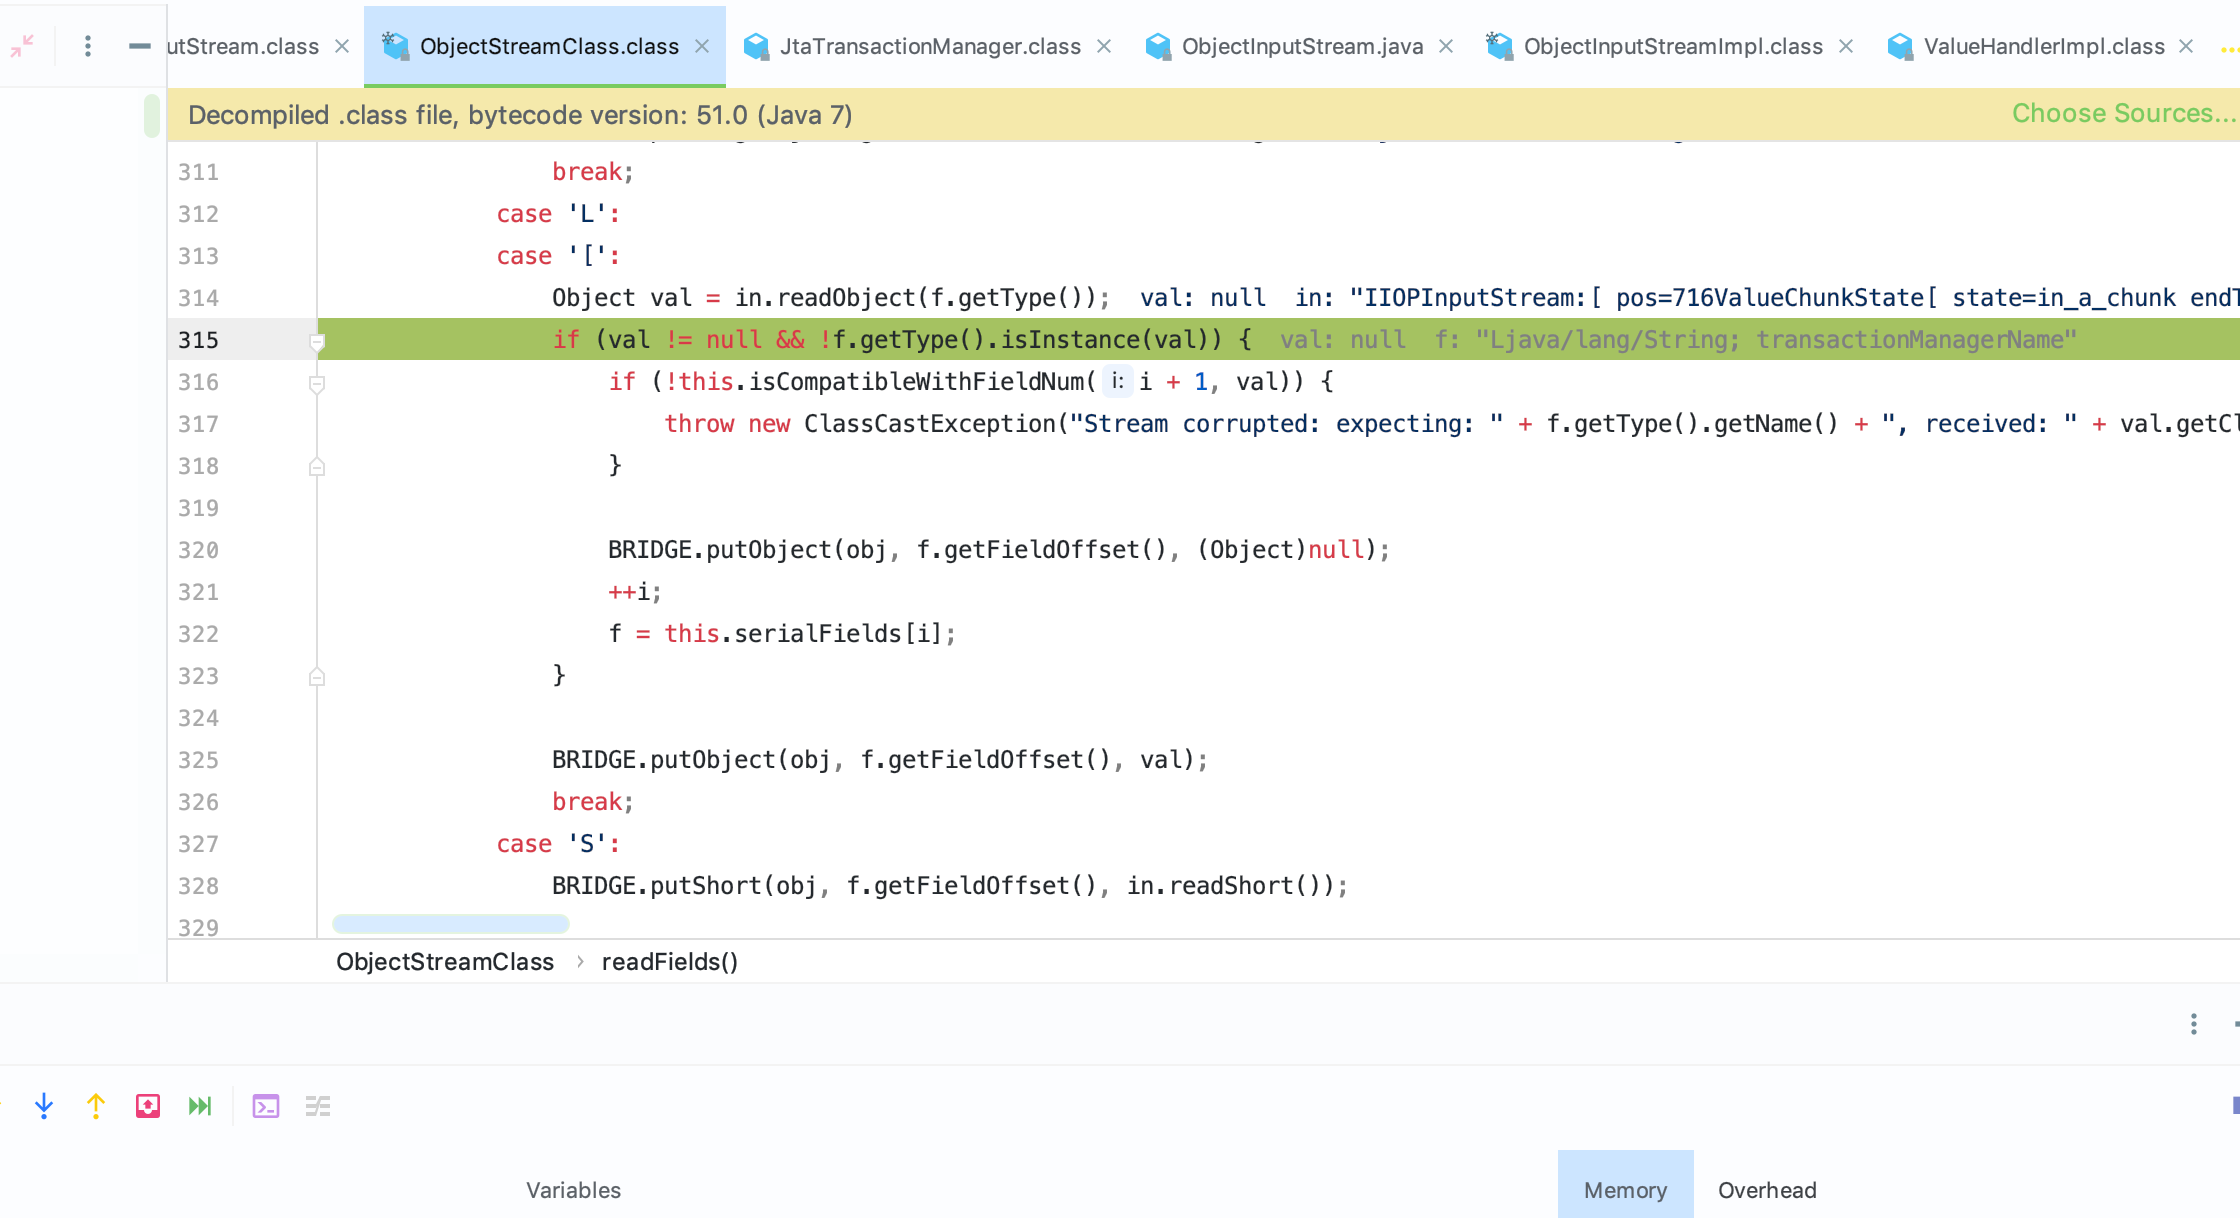 utStream.class ObjectStreamClass.class JtaTransactionManager.class ObjectInputStream.java ObjectInputStreamImpl.class ValueHandlerImpl.class
Decompiled .class file, bytecode version: 51.0 (Java 7) Choose Sources...
311 break;
312 case 'L':
313 case '[':
314 Object val = in.readObject(f.getType()); val: null in: "IIOPInputStream:[ pos=716ValueChunkState[ state=in_a_chunk endT
315 if (val != null && !f.getType().isInstance(val)) { val: null f: "Ljava/lang/String; transactionManagerName"
316 if (!this.isCompatibleWithFieldNum( i: i + 1, val)) {
317 throw new ClassCastException("Stream corrupted: expecting: " + f.getType().getName() + ", received: " + val.getCl
318 }
319
320 BRIDGE.putObject(obj, f.getFieldOffset(), (Object)null);
321 ++i;
322 f = this.serialFields[i];
323 }
324
325 BRIDGE.putObject(obj, f.getFieldOffset(), val);
326 break;
327 case 'S':
328 BRIDGE.putShort(obj, f.getFieldOffset(), in.readShort());
329
ObjectStreamClass › readFields()
Variables Memory Overhead